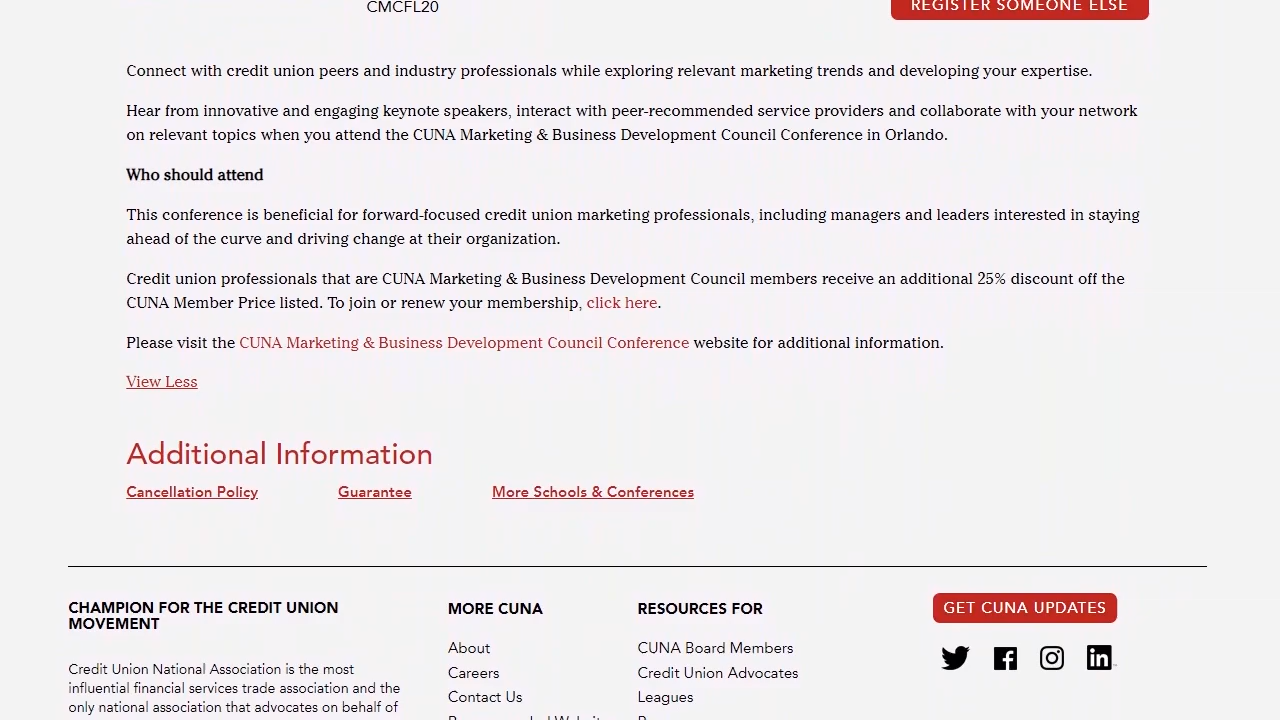 CMCFL20
REGISTER SOMEONE ELSE
Connect with credit union peers and industry professionals while exploring relevant marketing trends and developing your expertise.
Hear from innovative and engaging keynote speakers, interact with peer-recommended service providers and collaborate with your network
on relevant topics when you attend the CUNA Marketing & Business Development Council Conference in Orlando.
Who should attend
This conference is beneficial for forward-focused credit union marketing professionals, including managers and leaders interested in staying
ahead of the curve and driving change at their organization.
Credit union professionals that are CUNA Marketing & Business Development Council members receive an additional 25% discount off the
CUNA Member Price listed. To join or renew your membership, click here.
Please visit the CUNA Marketing & Business Development Council Conference website for additional information.
View Less
Additional Information
Cancellation Policy
Guarantee
More Schools & Conferences
CHAMPION FOR THE CREDIT UNION
MOVEMENT
Credit Union National Association is the most
influential financial services trade association and the
only national association that advocates on behalf of
MORE CUNA
About
Careers
Contact Us
RESOURCES FOR
CUNA Board Members
Credit Union Advocates
Leagues
GET CUNA UPDATES